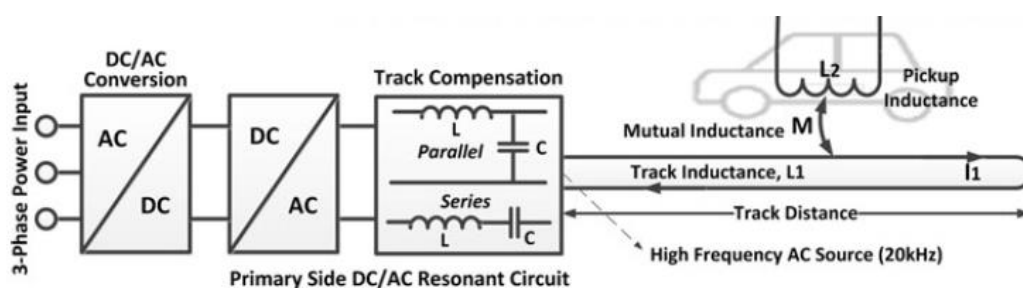 DC/AC
Conversion
3-Phase Power Input
AC
DC
DC
AC
Track Compensation
L
Parallel
C
Series
L
C
Primary Side DC/AC Resonant Circuit
L2
Pickup
Inductance
Mutual Inductance M
Track Inductance, L1
I1
Track Distance
High Frequency AC Source (20kHz)